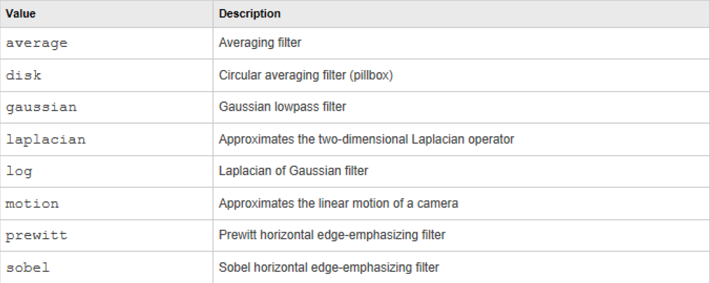 Value Description
average Averaging filter
disk Circular averaging filter (pillbox)
gaussian Gaussian lowpass filter
laplacian Approximates the two-dimensional Laplacian operator
log Laplacian of Gaussian filter
motion Approximates the linear motion of a camera
prewitt Prewitt horizontal edge-emphasizing filter
sobel Sobel horizontal edge-emphasizing filter